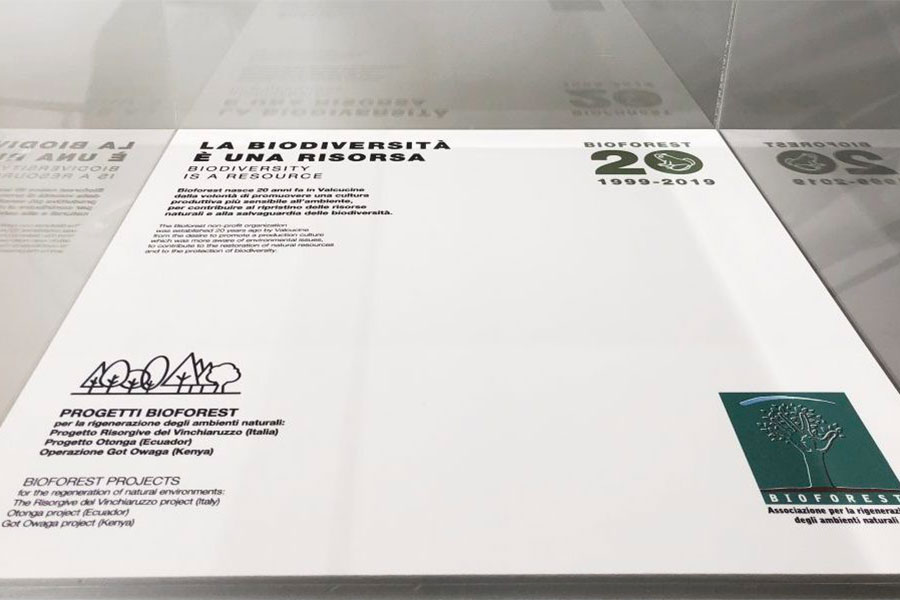 LA BIODIVERSITÀ
È UNA RISORSA
BIODIVERSITY
IS A RESOURCE
Bioforest nasce 20 anni fa in Valcucine
dalla volontà di promuovere una cultura
produttiva più sensibile all'ambiente,
per contribuire al ripristino delle risorse
naturali e alla salvaguardia delle biodiversità.
The Bioforest non-profit organization
was established 20 years ago by Valcucine
from the desire to promote a production culture
which was more aware of environmental issues,
to contribute to the restoration of natural resources
and to the protection of biodiversity.
BIOFOREST
20
1999-2019
PROGETTI BIOFOREST
per la rigenerazione degli ambienti naturali:
Progetto Risorgive del Vinchiaruzzo (Italia)
Progetto Otonga (Ecuador)
Operazione Got Owaga (Kenya)
BIOFOREST PROJECTS
for the regeneration of natural environments:
The Risorgive del Vinchiaruzzo project (Italy)
Otonga project (Ecuador)
Got Owaga project (Kenya)
BIOFOREST
Associazione per la rigenerazi
degli ambienti naturali